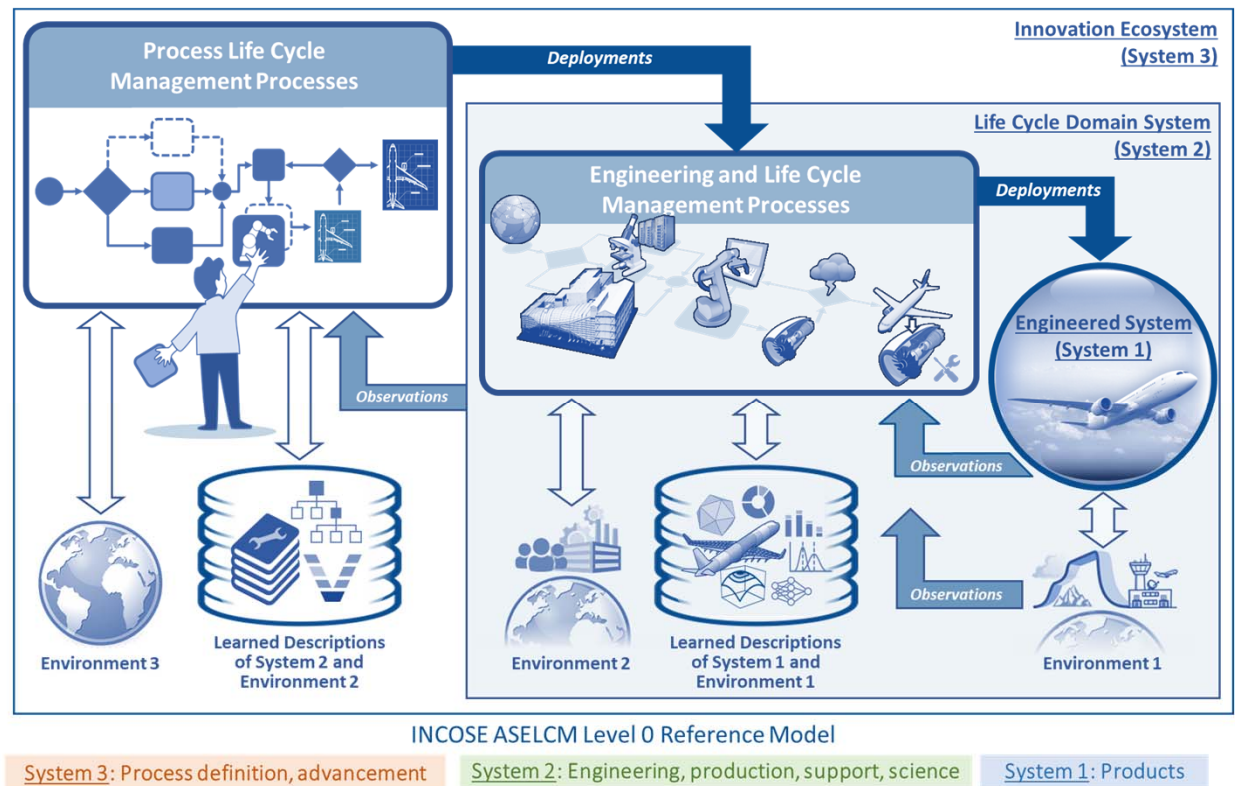 Innovation Ecosystem
(System 3)
Process Life Cycle
Management Processes
Deployments
Life Cycle Domain System
(System 2)
Engineering and Life Cycle
Management Processes
Deployments
Engineered System
(System 1)
Observations
Observations
Observations
Environment 3
Learned Descriptions
of System 2 and
Environment 2
Environment 2
Learned Descriptions
of System 1 and
Environment 1
Environment 1
INCOSE ASELCM Level 0 Reference Model
System 3: Process definition, advancement
System 2: Engineering, production, support, science
System 1: Products